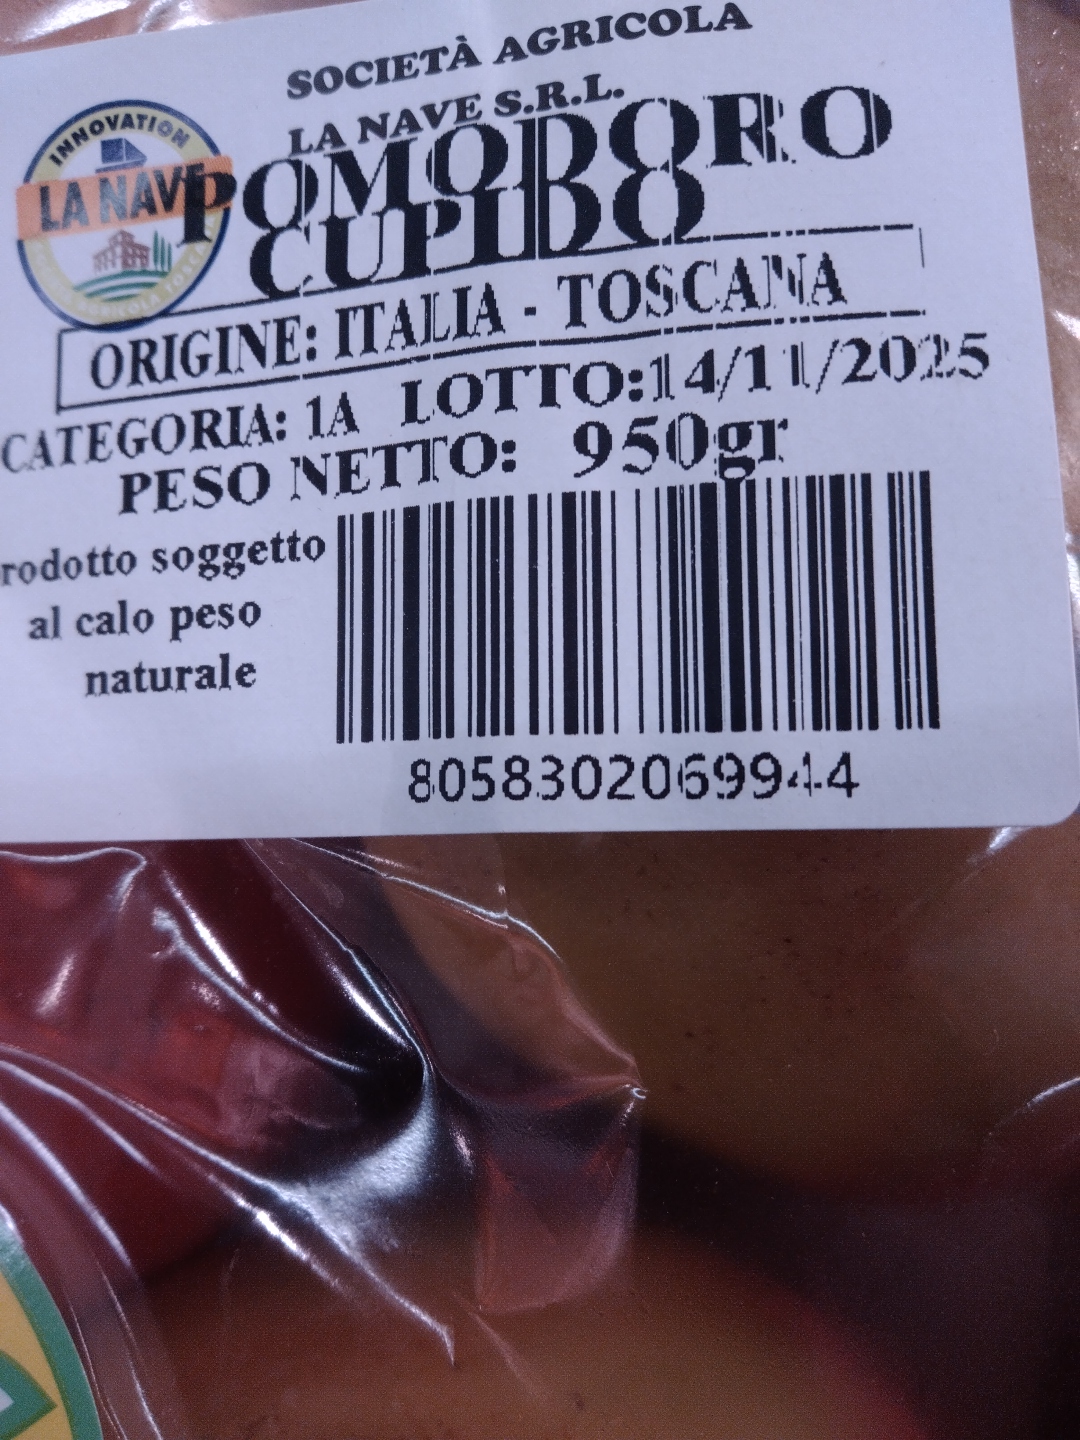 SOCIETÀ AGRICOLA
LA NAVE S.R.L.
INNOVATION
LA NAVE
POMODORO
CUPIDO
ORIGINE: ITALIA - TOSCANA
CATEGORIA: 1A LOTTO:14/11/2025
PESO NETTO: 950gr
rodotto soggetto
al calo peso
naturale
8058302069944